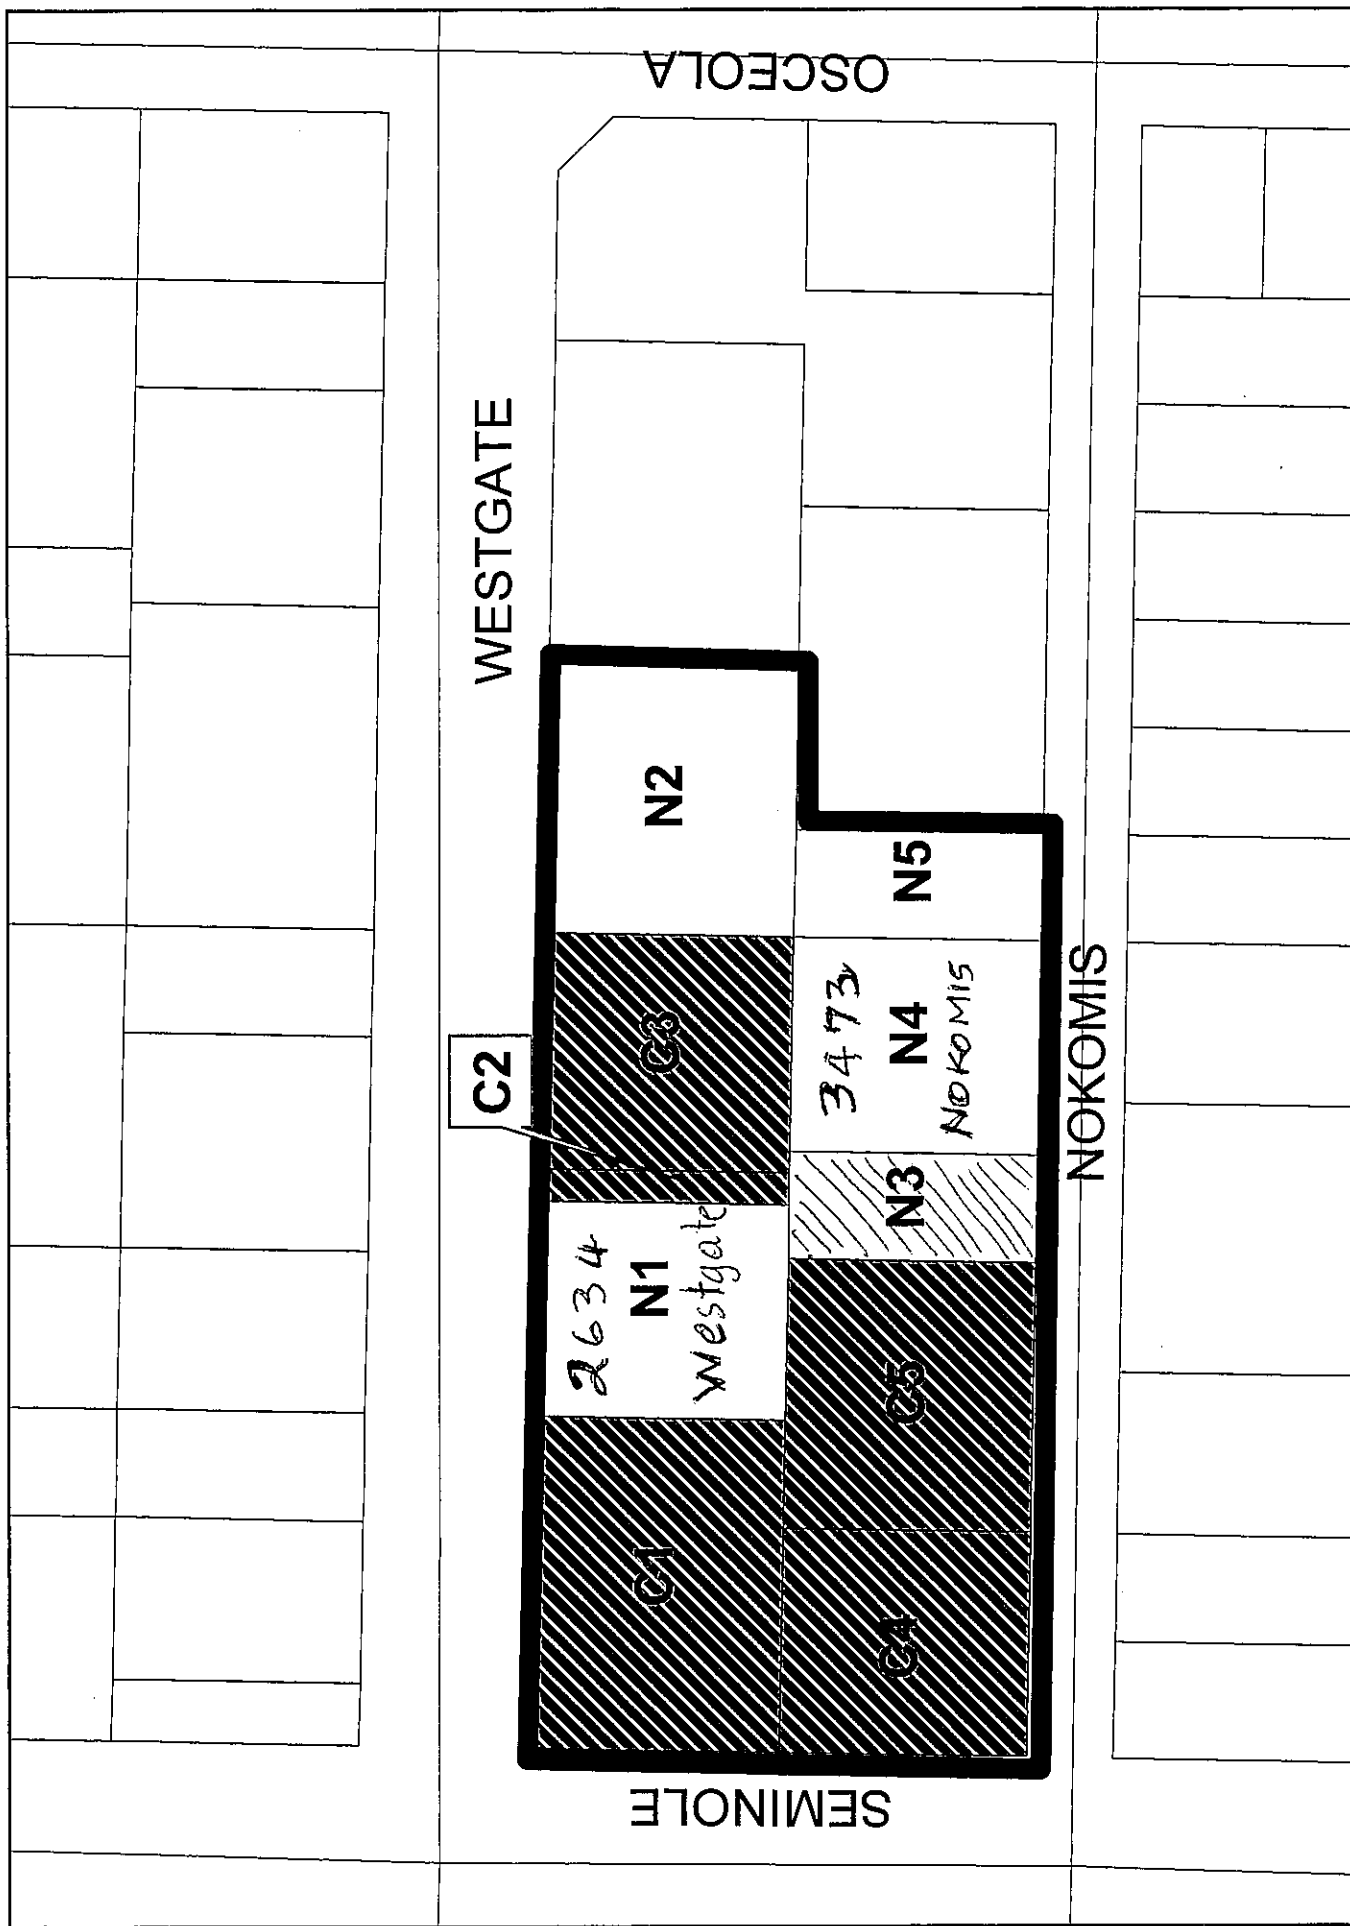 OSCEOLA
WESTGATE
N2
N5
C3
C2
3473
N4
NOKOMIS
NOKOMIS
N3
2634
N1
Westgate
C5
C1
C4
SEMINOLE